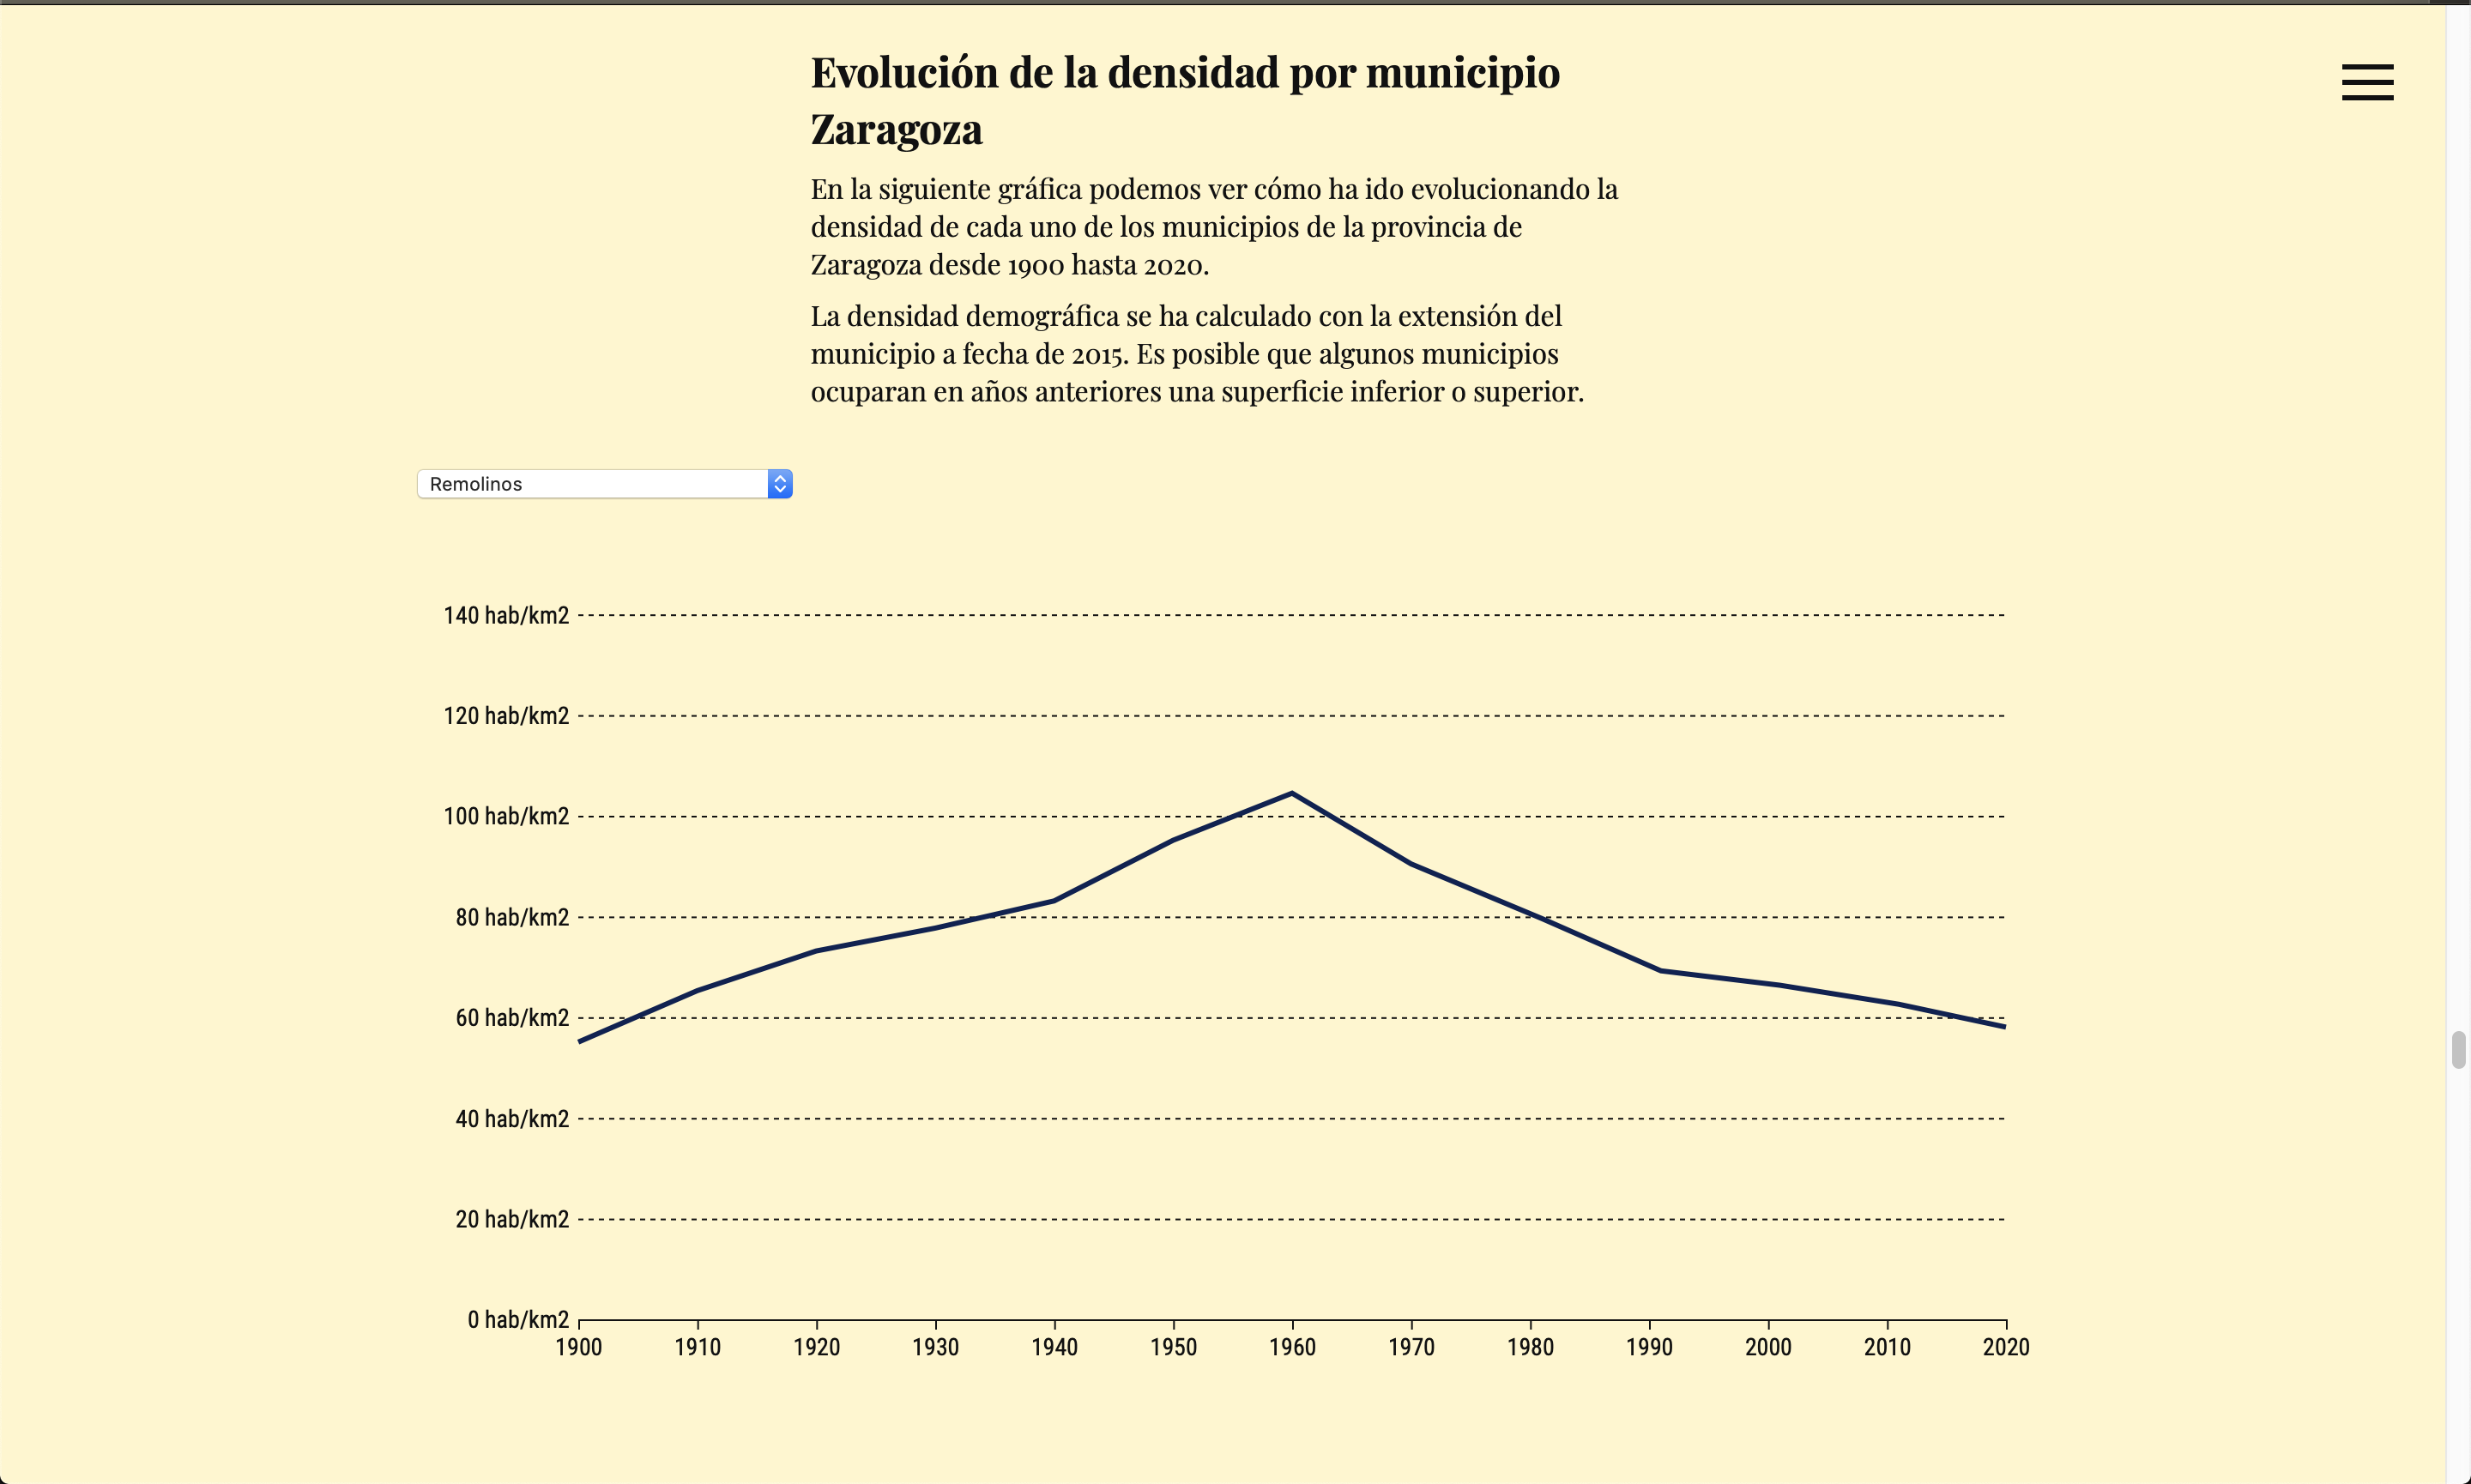 Evolución de la densidad por municipio
Zaragoza
En la siguiente gráfica podemos ver cómo ha ido evolucionando la
densidad de cada uno de los municipios de la provincia de
Zaragoza desde 1900 hasta 2020.
La densidad demográfica se ha calculado con la extensión del
municipio a fecha de 2015. Es posible que algunos municipios
ocuparan en años anteriores una superficie inferior o superior.
Remolinos
140 hab/km2
120 hab/km2
100 hab/km2
80 hab/km2
60 hab/km2
40 hab/km2
20 hab/km2
0 hab/km2
1900 1910 1920 1930 1940 1950 1960 1970 1980 1990 2000 2010 2020